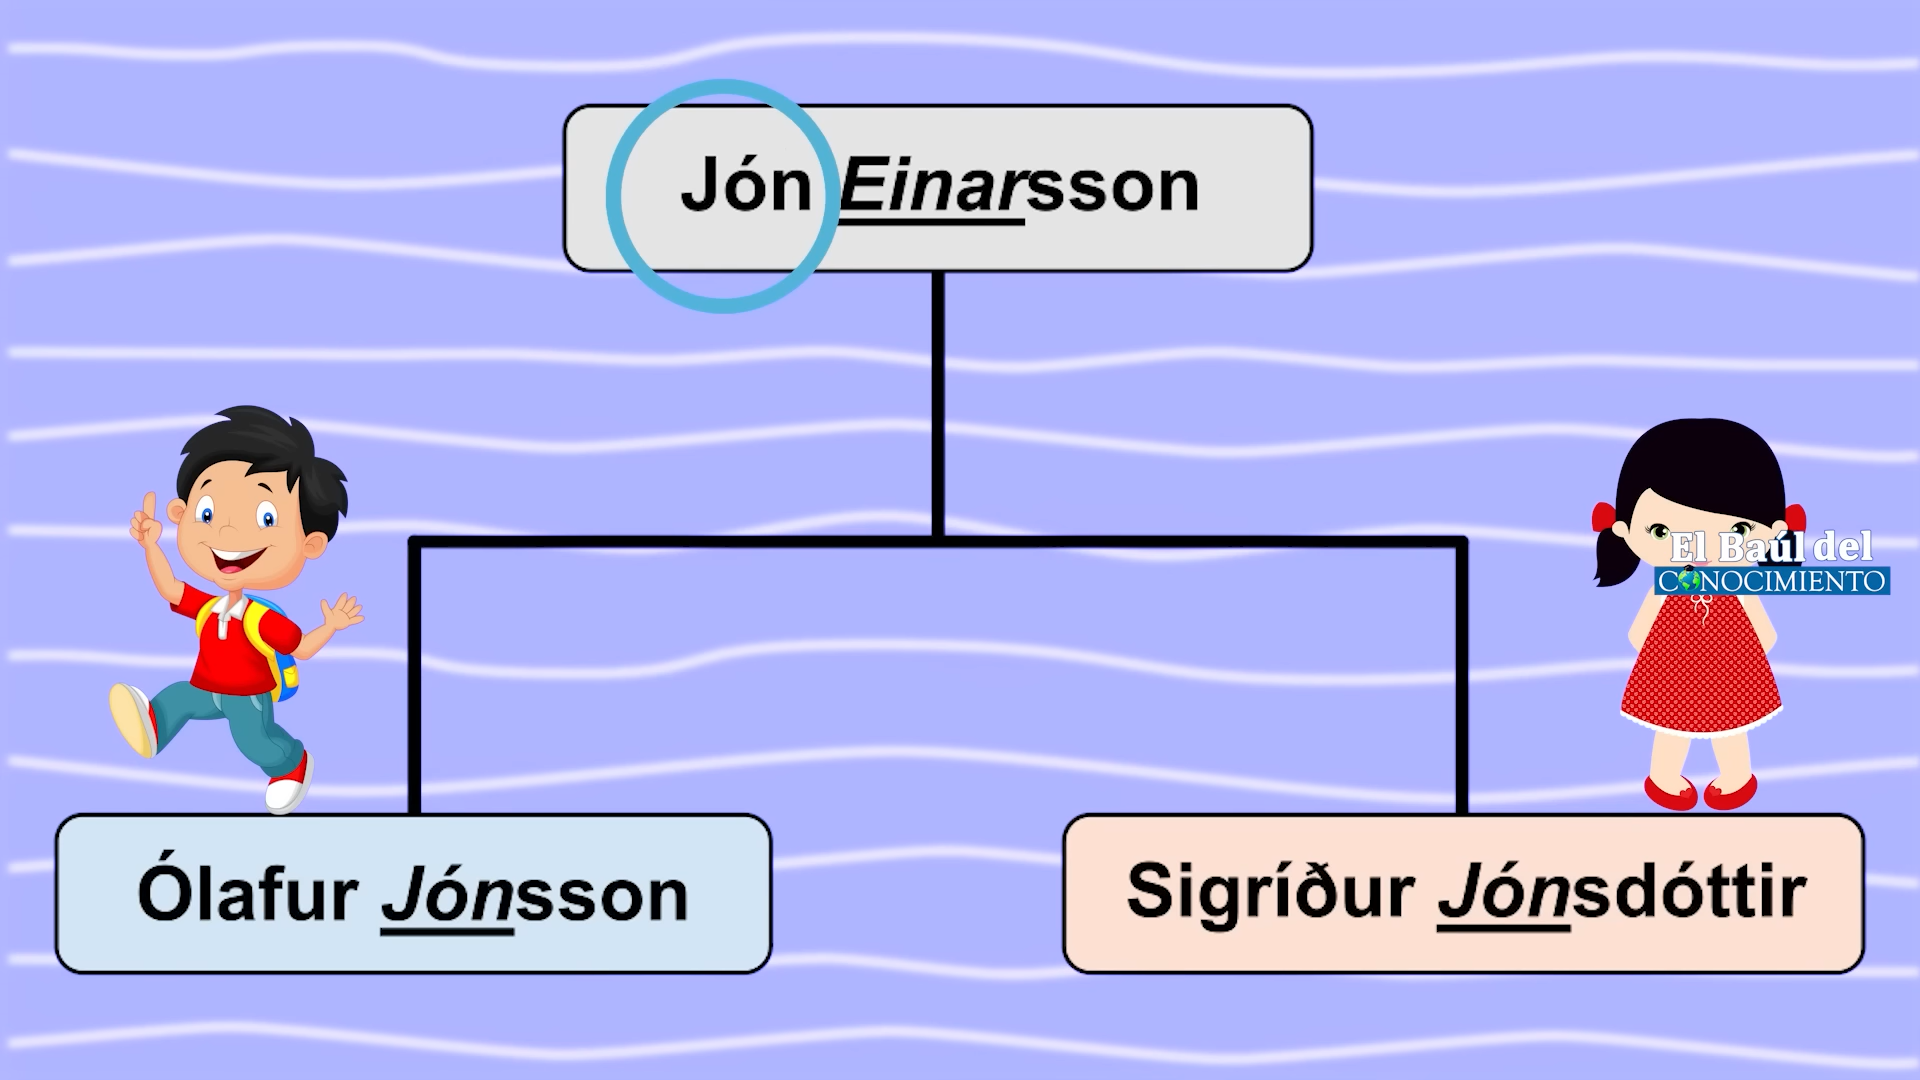 Jón Einarsson
El Baúl del
CONOCIMIENTO
Ólafur Jónsson
Sigríður Jónsdóttir